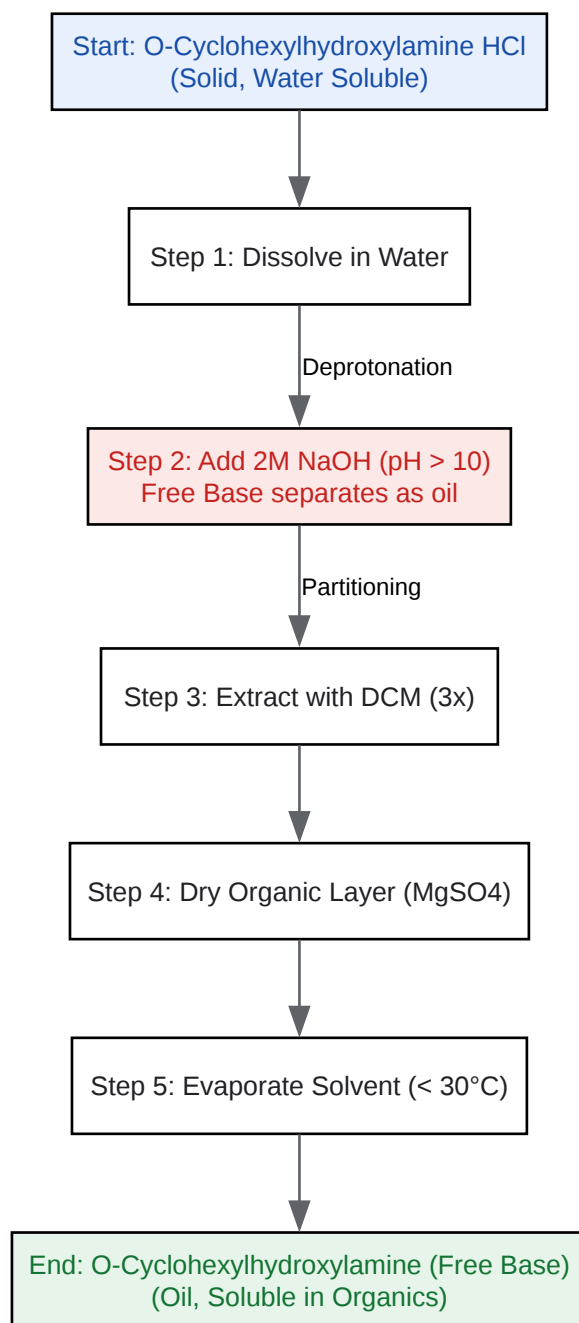 Start: O-Cyclohexylhydroxylamine HCl
(Solid, Water Soluble)
Step 1: Dissolve in Water
Deprotonation
Step 2: Add 2M NaOH (pH > 10)
Free Base separates as oil
Partitioning
Step 3: Extract with DCM (3x)
Step 4: Dry Organic Layer (MgSO4)
Step 5: Evaporate Solvent (< 30°C)
End: O-Cyclohexylhydroxylamine (Free Base)
(Oil, Soluble in Organics)